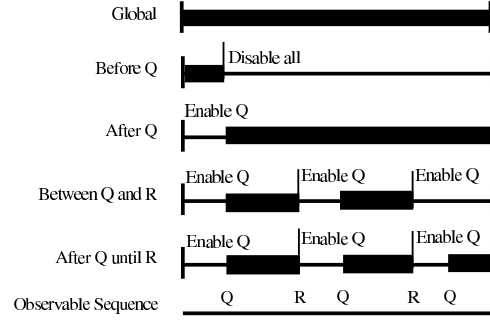 Global
Before Q
Disable all
Enable Q
After Q
Enable Q Enable Q Enable Q
Between Q and R
Enable Q Enable Q Enable Q
After Q until R
Observable Sequence Q R Q R Q